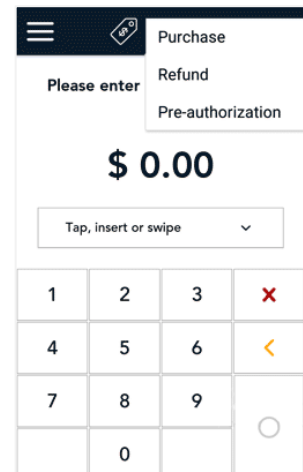 Purchase
Refund
Pre-authorization
Please enter
$ 0.00
Tap, insert or swipe
1 2 3
4 5 6
7 8 9
0